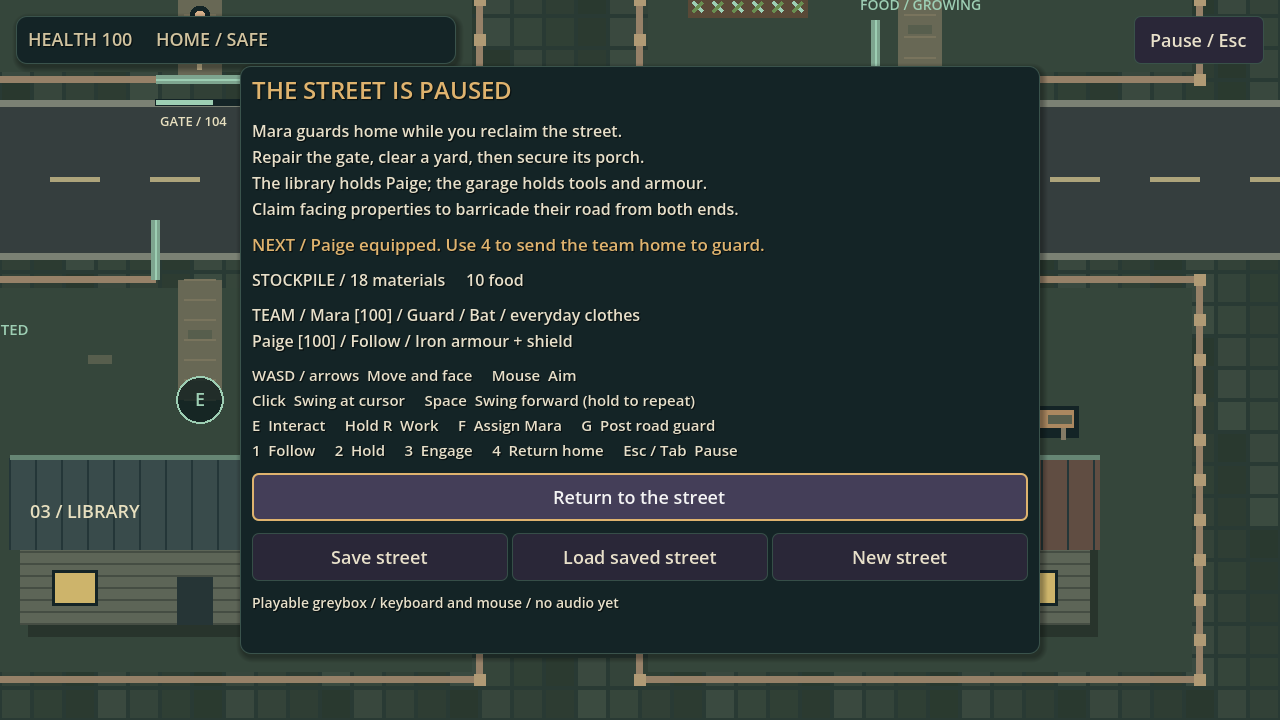 FOOD / GROWING
HEALTH 100 HOME / SAFE
Pause / Esc
THE STREET IS PAUSED
GATE / 104
Mara guards home while you reclaim the street.
Repair the gate, clear a yard, then secure its porch.
The library holds Paige; the garage holds tools and armour.
Claim facing properties to barricade their road from both ends.
NEXT / Paige equipped. Use 4 to send the team home to guard.
STOCKPILE / 18 materials 10 food
TEAM / Mara [100] / Guard / Bat / everyday clothes
Paige [100] / Follow / Iron armour + shield
TED
WASD / arrows Move and face Mouse Aim
Click Swing at cursor Space Swing forward (hold to repeat)
E Interact Hold R Work F Assign Mara G Post road guard
1 Follow 2 Hold 3 Engage 4 Return home Esc / Tab Pause
E
Return to the street
03 / LIBRARY
Save street Load saved street New street
Playable greybox / keyboard and mouse / no audio yet